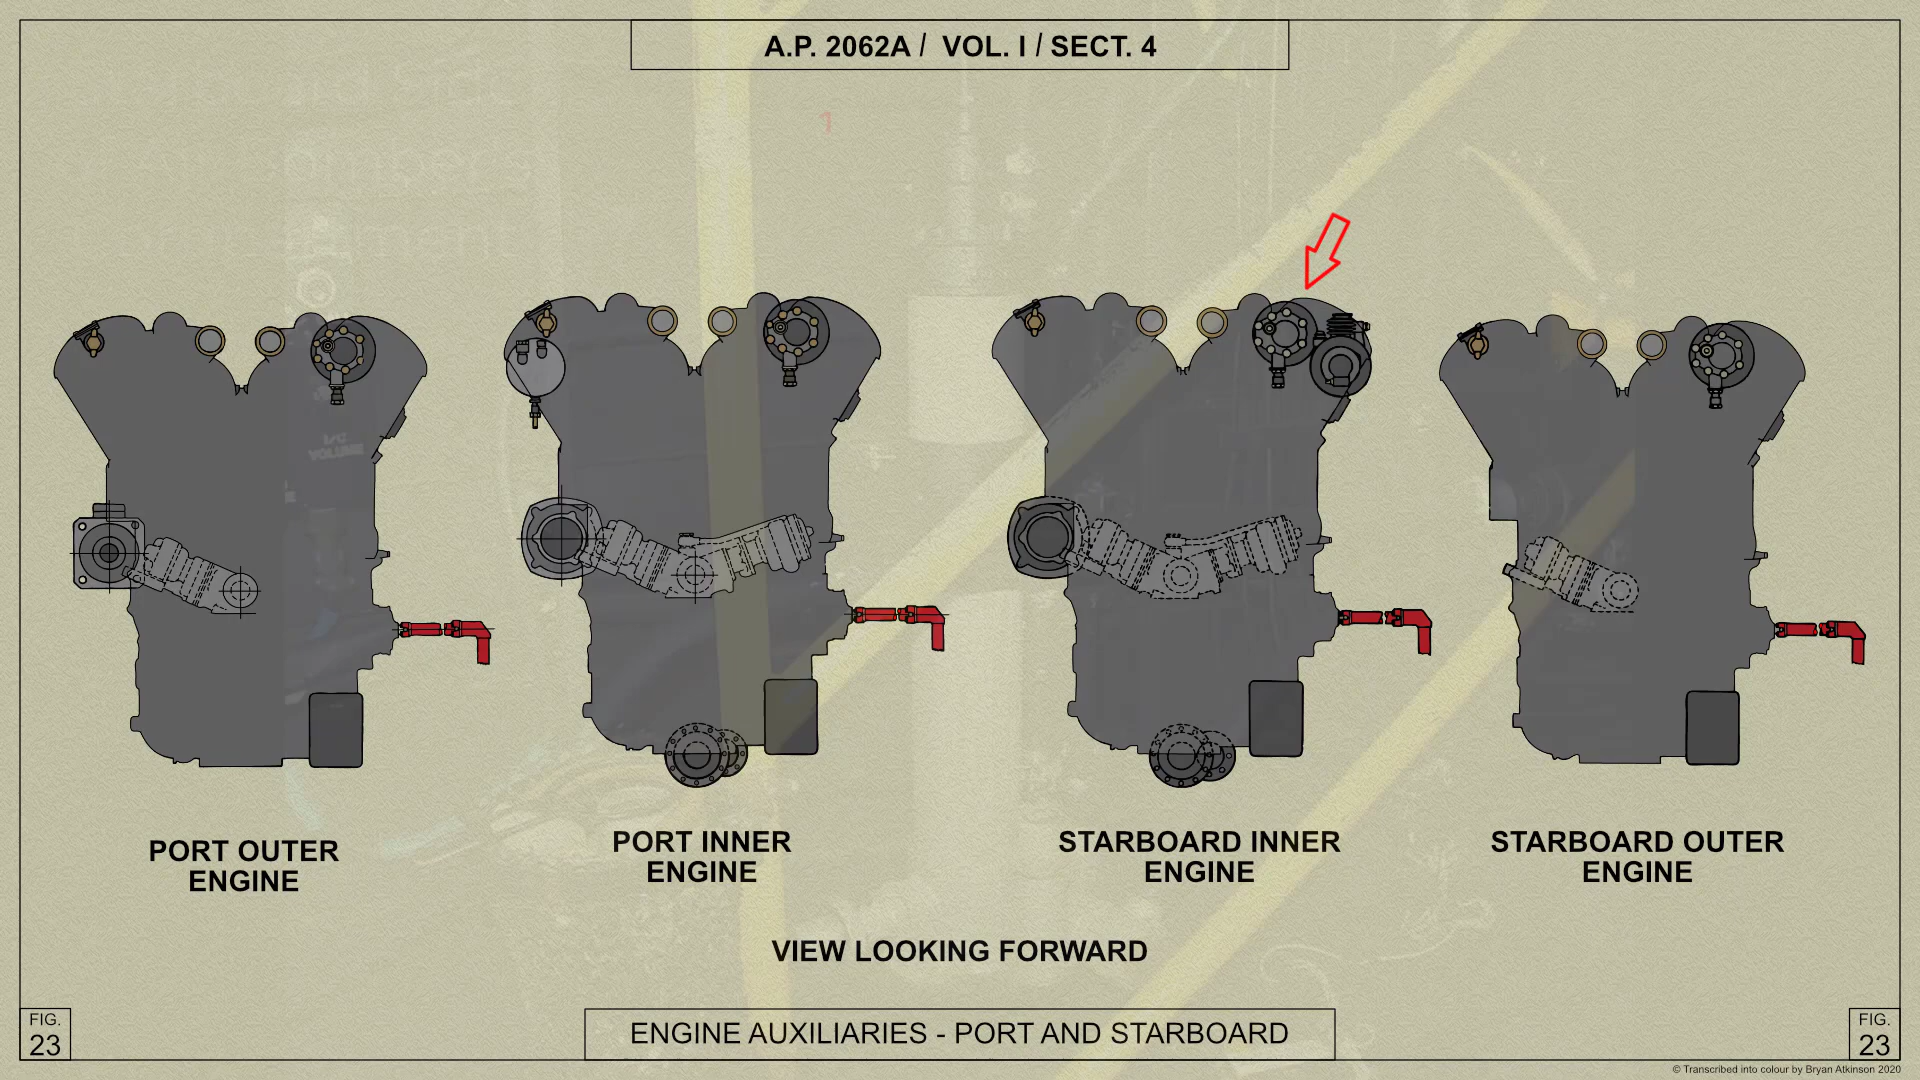 A.P. 2062A / VOL. I / SECT. 4
PORT OUTER
ENGINE
PORT INNER
ENGINE
STARBOARD INNER
ENGINE
STARBOARD OUTER
ENGINE
VIEW LOOKING FORWARD
FIG.
23
ENGINE AUXILIARIES - PORT AND STARBOARD
FIG.
23
© Transcribed into colour by Bryan Atkinson 2020